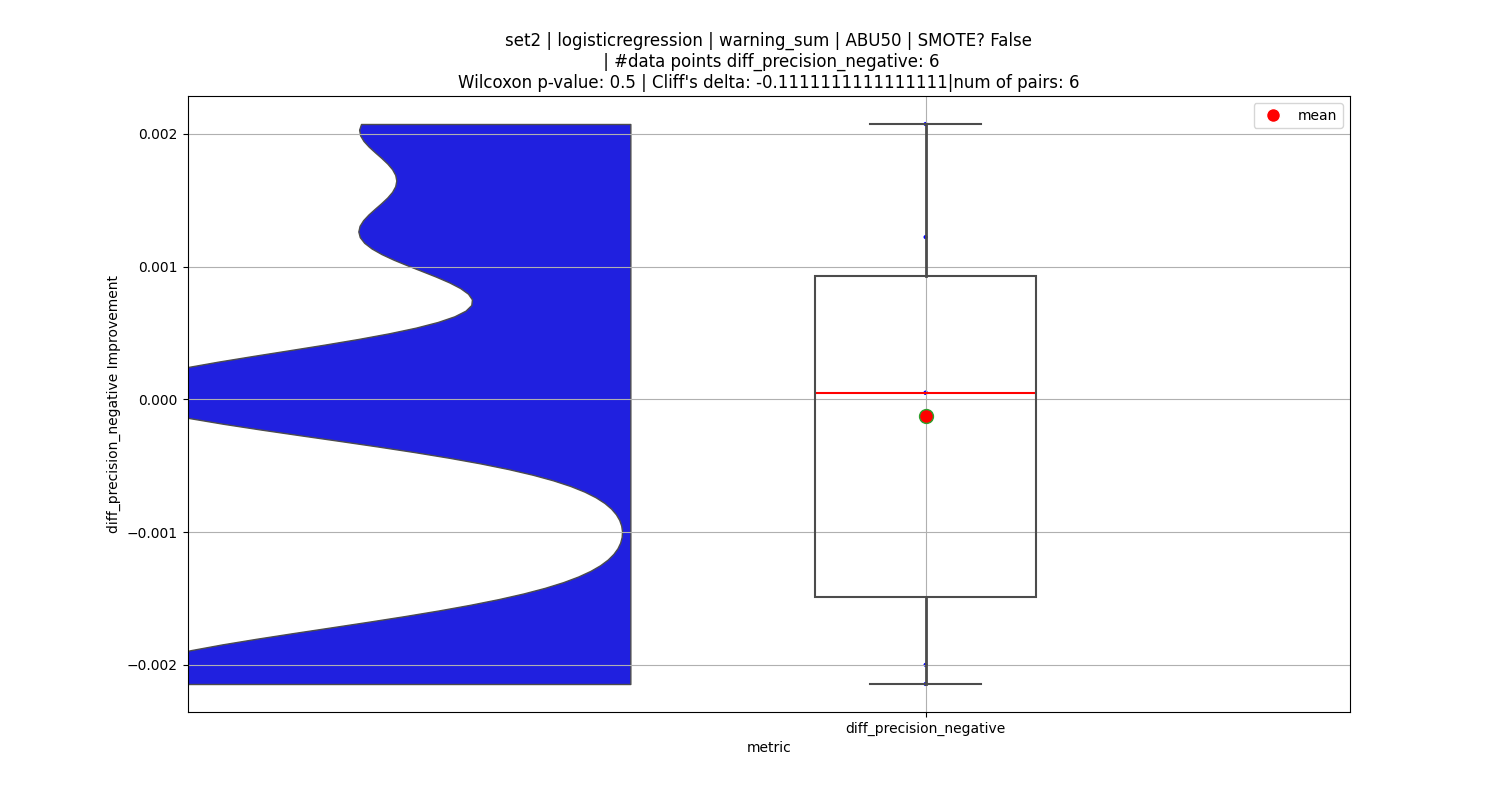 set2 | logisticregression | warning_sum | ABU50 | SMOTE? False
| #data points diff_precision_negative: 6
Wilcoxon p-value: 0.5 | Cliff's delta: -0.1111111111111111|num of pairs: 6
mean
0.002
0.001
0.000
−0.001
−0.002
diff_precision_negative Improvement
diff_precision_negative
metric